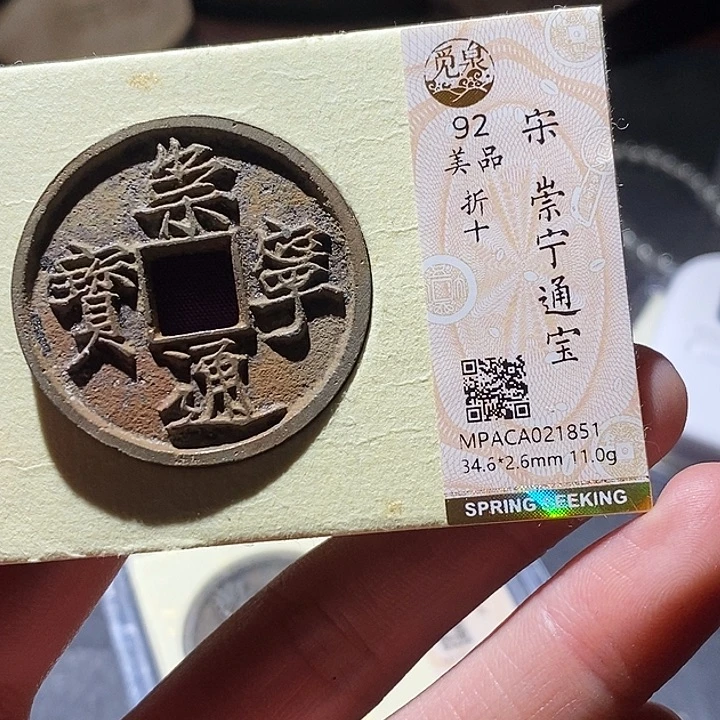 崇
寧
通
寶
觅泉
92
美品
折十
宋 崇宁通宝
MPACA021851
34.6*2.6mm 11.0g
SPRING SEEKING